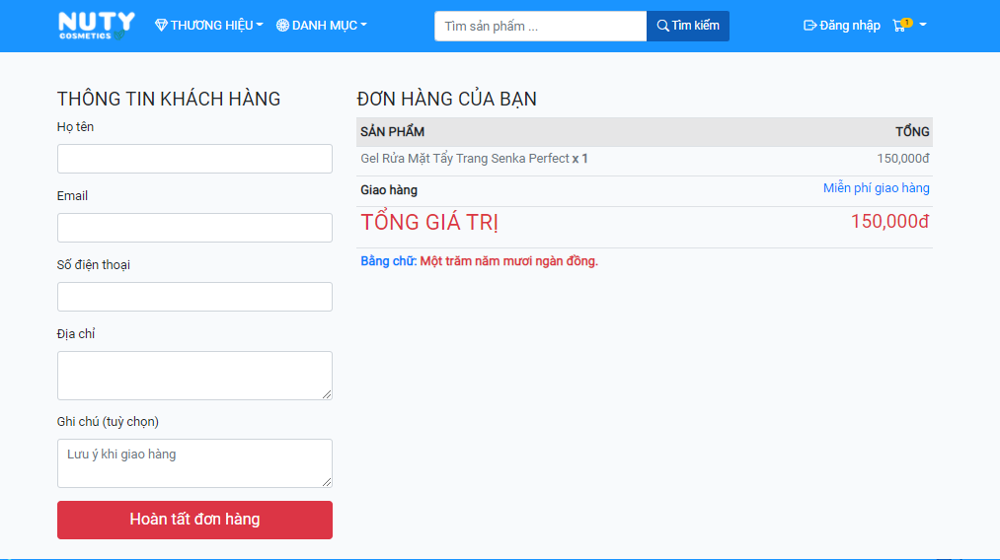 NUTY
COSMETICS
THƯƠNG HIỆU
DANH MỤC
Tìm sản phẩm ...
Tìm kiếm
Đăng nhập
1
THÔNG TIN KHÁCH HÀNG
Họ tên
Email
Số điện thoại
Địa chỉ
Ghi chú (tuỳ chọn)
Lưu ý khi giao hàng
Hoàn tất đơn hàng
ĐƠN HÀNG CỦA BẠN
SẢN PHẨM TỔNG
Gel Rửa Mặt Tẩy Trang Senka Perfect x 1 150,000đ
Giao hàng Miễn phí giao hàng
TỔNG GIÁ TRỊ 150,000đ
Bằng chữ: Một trăm năm mươi ngàn đồng.